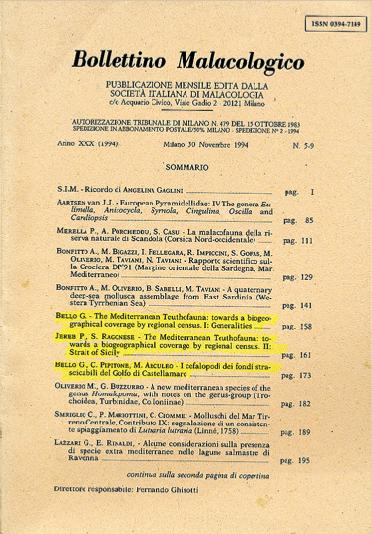 ISSN 0394-7149
Bollettino Malacologico
PUBBLICAZIONE MENSILE EDITA DALLA
SOCIETÀ ITALIANA DI MALACOLOGIA
c/o Acquario Civico, Viale Gadio 2 - 20121 Milano
AUTORIZZAZIONE TRIBUNALE DI MILANO N. 479 DEL 15 OTTOBRE 1983
SPEDIZIONE IN ABBONAMENTO POSTALE/50% MILANO - SPEDIZIONE N° 2 - 1994
Anno XXX (1994) Milano 30 Novembre 1994 N. 5-9
SOMMARIO
S.I.M. - Ricordo di ANGELINA GAGLINI pag. I
AARTSEN van J.J. - European Pyramidellidae: IV The genera Eu-
limella, Anisocycla, Syrnola, Cingulina, Oscilla and
Careliopsis pag. 85
MERELLA P., A. PORCHEDDU, S. CASU - La malacofauna della ri-
serva naturale di Scandola (Corsica Nord-occidentale) pag. 111
BONFITTO A., M. BIGAZZI, I. FELLEGARA, R. IMPICCINI, S. GOFAS, M.
OLIVERIO, M. TAVIANI, N. TAVIANI - Rapporto scientifico sul-
la Crociera DP'91 (Margine orientale della Sardegna, Mar
Mediterraneo) pag. 129
BONFITTO A., M. OLIVERIO, B. SABELLI, M. TAVIANI - A quaternary
deep-sea mollusca assemblage from East Sardinia (We-
stern Tyrrhenian Sea) pag. 141
BELLO G. - The Mediterranean Teuthofauna: towards a biogeo-
graphical coverage by regional census. I: Generalities pag. 158
JEREB P., S. RAGONESE - The Mediterranean Teuthofauna: to-
wards a biogeographical coverage by regional census. II:
Strait of Sicily pag. 161
BELLO G., C. PIPITONE, M. ARCULEO - I cefalopodi dei fondi stra-
scicabili del Golfo di Castellammare pag. 173
OLIVERIO M., G. BUZZURRO - A new mediterranean species of the
genus Homalopoma, with notes on the genus-group (Tro-
choidea, Turbinidae, Colloniinae) pag. 182
SMRIGLIO C., P. MARIOTTINI, C. CIOMMEI - Molluschi del Mar Tir-
reno Centrale, Contributo IX: segnalazione di un consisten-
te spiaggiamento di Lutraria lutraria (Linné, 1758) pag. 189
LAZZARI G., E. RINALDI, - Alcune considerazioni sulla presenza
di specie extra mediterranee nelle lagune salmastre di
Ravenna pag. 195
continua sulla seconda pagina di copertina
Direttore responsabile: Fernando Ghisotti